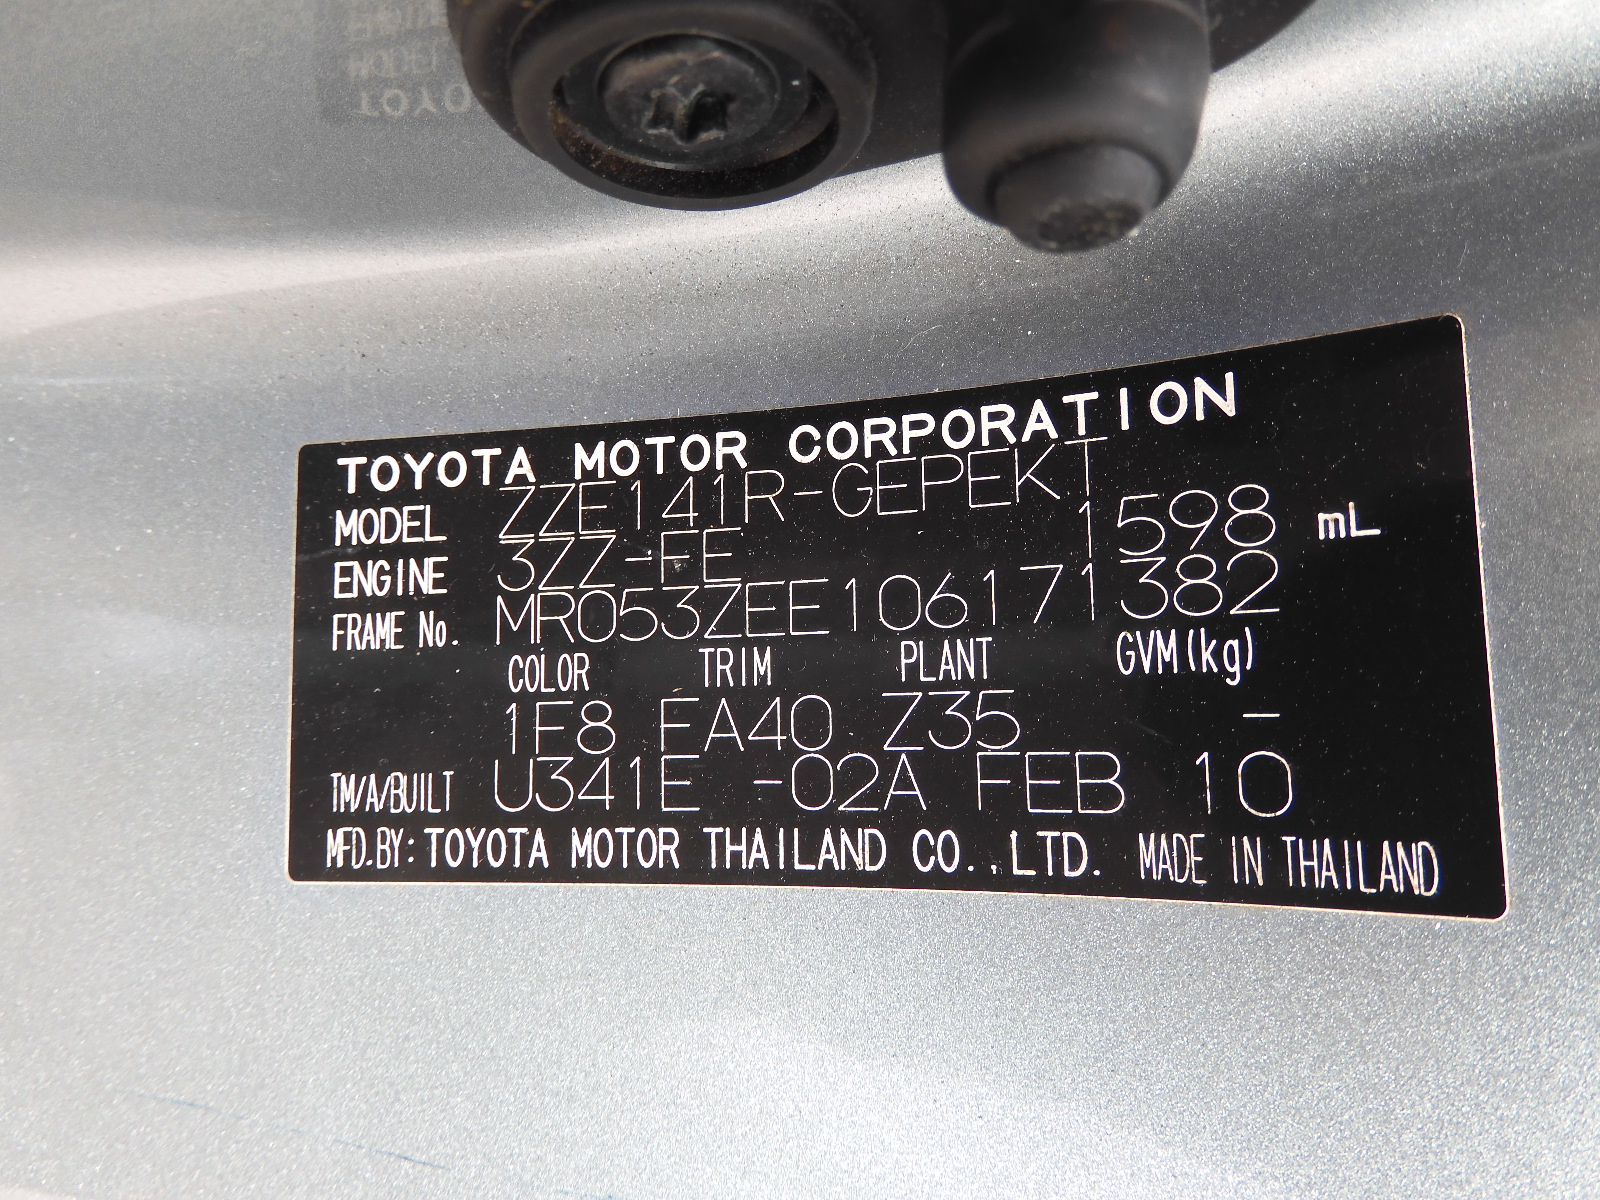 TOYOTA MOTOR CORPORATION
MODEL ZZE141R-GEPEKT
ENGINE 3ZZ-FE 1598 mL
FRAME No. MR053ZEE106171382
COLOR TRIM PLANT GVM(kg)
1F8 EA40 Z35 –
TM/A/BUILT U341E -02A FEB 10
MFD.BY: TOYOTA MOTOR THAILAND CO.,LTD. MADE IN THAILAND